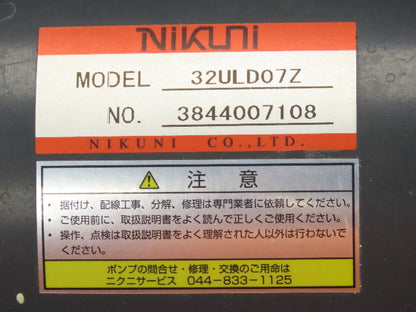 NiKUNi
MODEL 32ULD07Z
NO. 3844007108
NIKUNI CO.,LTD.
注 意
・据付け、配線工事、分解、修理は専門業者に依頼してください。
・ご使用前に、取扱説明書をよく読んで正しくご使用ください。
・操作、点検は取扱説明書をよく理解された人以外は行わないで
ください。
ポンプの問合せ・修理・交換のご用命は
ニクニサービス 044-833-1125